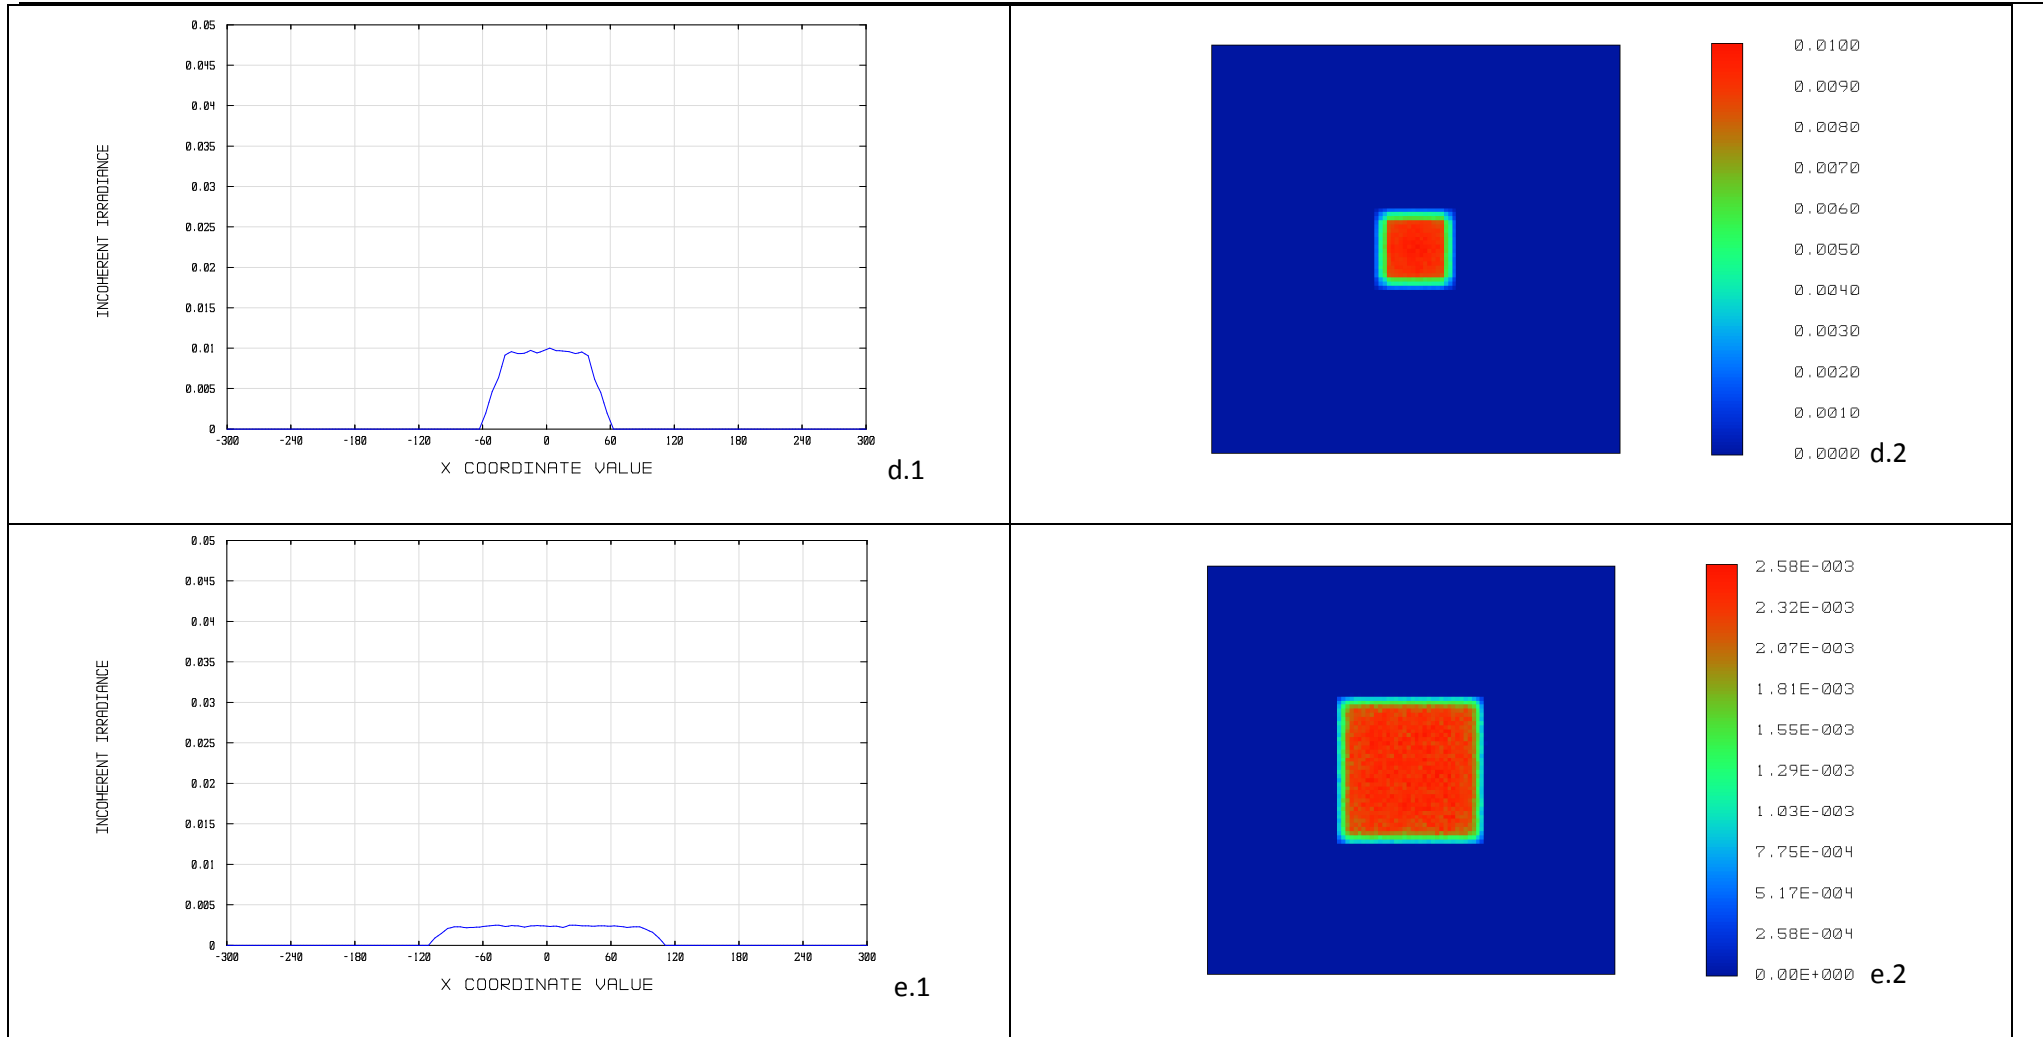 0.05
0.045
0.04
0.035
0.03
0.025
0.02
0.015
0.01
0.005
0
INCOHERENT IRRADIANCE
-300 -240 -180 -120 -60 0 60 120 180 240 300
X COORDINATE VALUE
d.1
0.0100
0.0090
0.0080
0.0070
0.0060
0.0050
0.0040
0.0030
0.0020
0.0010
0.0000
d.2
0.05
0.045
0.04
0.035
0.03
0.025
0.02
0.015
0.01
0.005
0
INCOHERENT IRRADIANCE
-300 -240 -180 -120 -60 0 60 120 180 240 300
X COORDINATE VALUE
e.1
2.58E-003
2.32E-003
2.07E-003
1.81E-003
1.55E-003
1.29E-003
1.03E-003
7.75E-004
5.17E-004
2.58E-004
0.00E+000
e.2